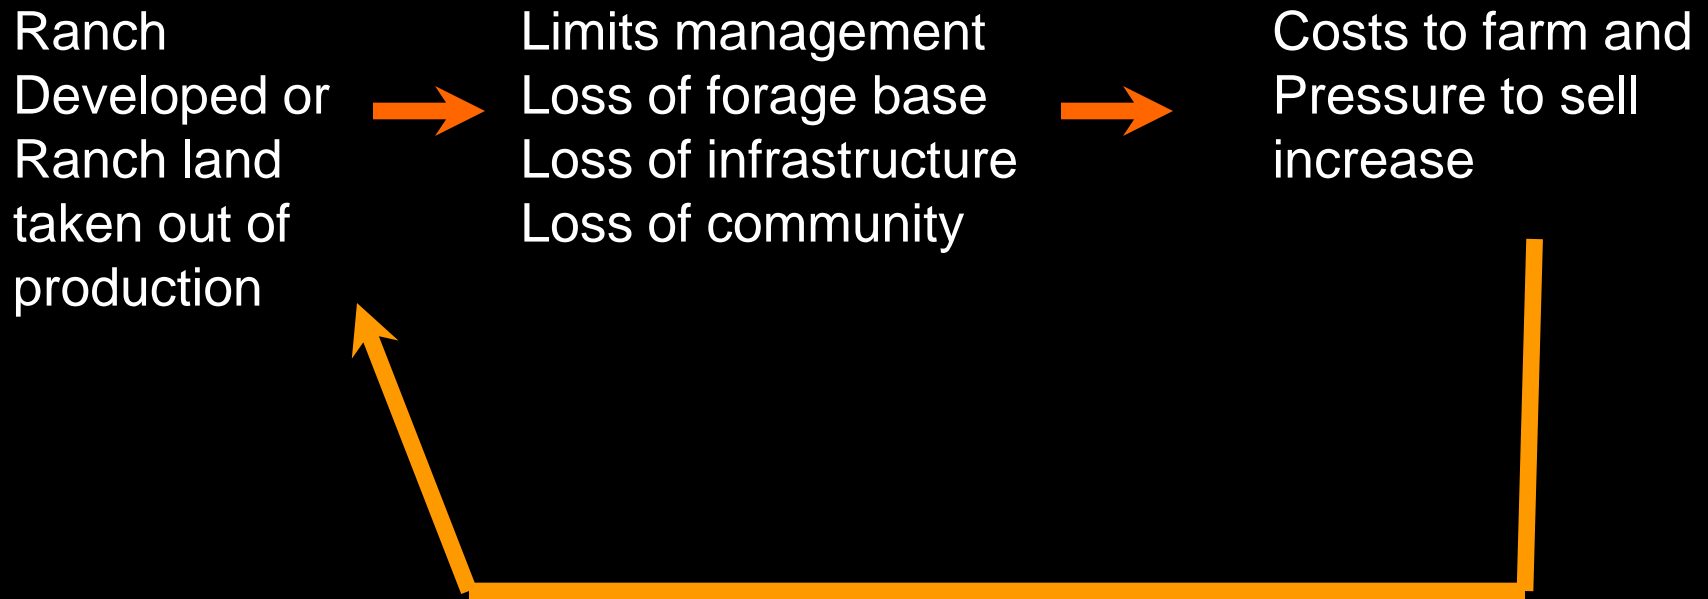 Ranch
Developed or
Ranch land
taken out of
production
Limits management
Loss of forage base
Loss of infrastructure
Loss of community
Costs to farm and
Pressure to sell
increase